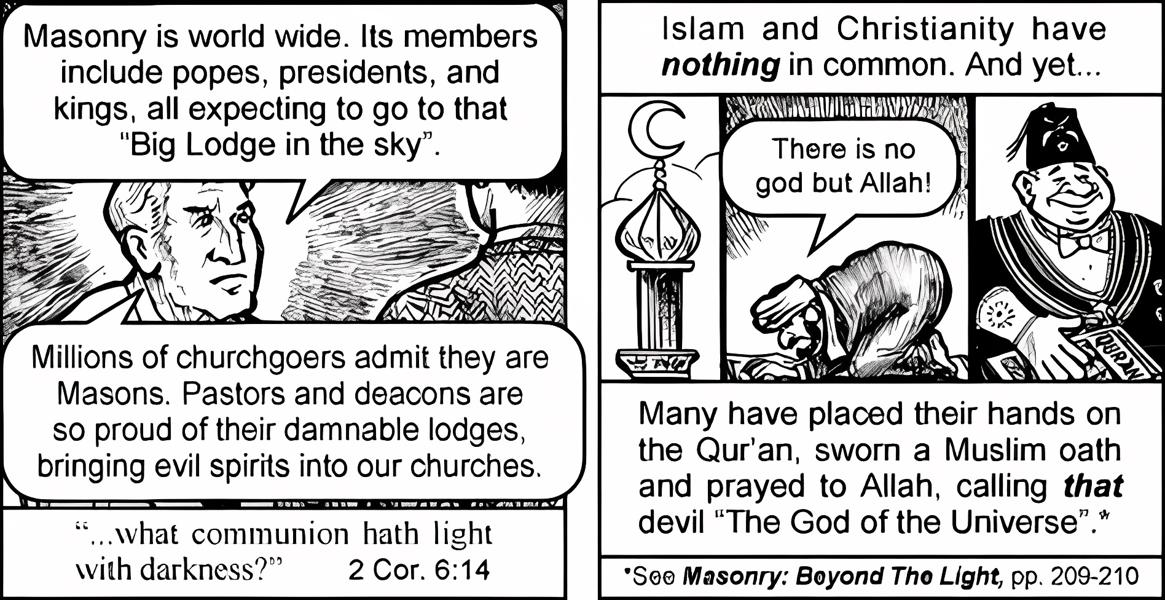 Masonry is world wide. Its members
include popes, presidents, and
kings, all expecting to go to that
"Big Lodge in the sky".
Millions of churchgoers admit they are
Masons. Pastors and deacons are
so proud of their damnable lodges,
bringing evil spirits into our churches.
"...what communion hath light
with darkness?" 2 Cor. 6:14
Islam and Christianity have
nothing in common. And yet...
There is no
god but Allah!
QUR'AN
Many have placed their hands on
the Qur'an, sworn a Muslim oath
and prayed to Allah, calling that
devil "The God of the Universe".*
*See Masonry: Beyond The Light, pp. 209-210